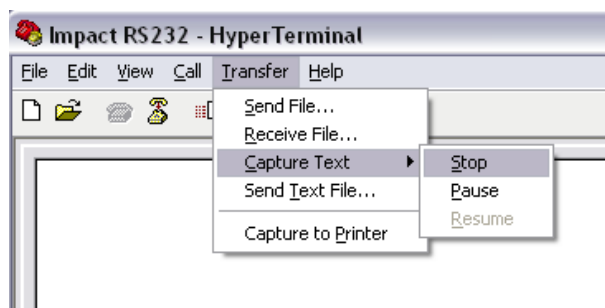 Impact RS232 - HyperTerminal
File Edit View Call Transfer Help
Send File...
Receive File...
Capture Text
Stop
Send Text File...
Pause
Resume
Capture to Printer